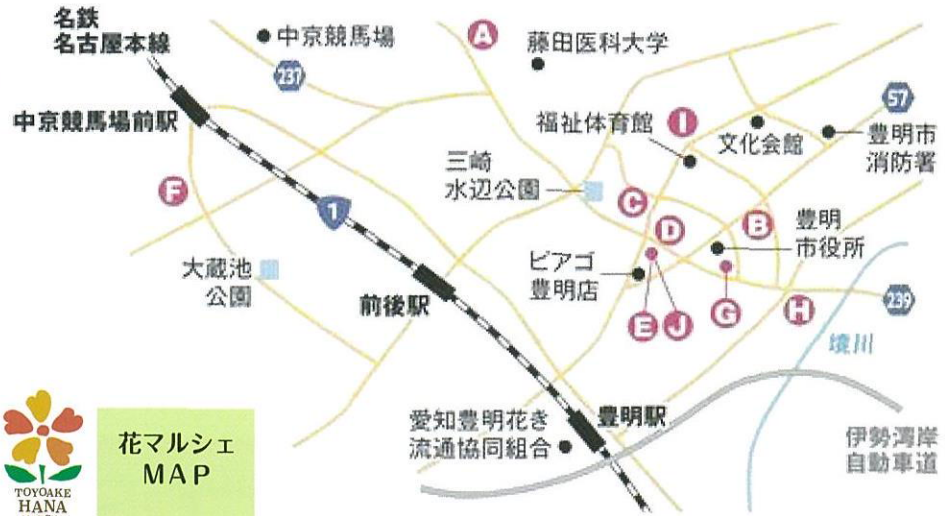 名鉄
名古屋本線
中京競馬場
A
藤田医科大学
237
57
中京競馬場前駅
福祉体育館
I
文化会館
豊明市
消防署
三崎
水辺公園
F
C
1
D
B
豊明
市役所
大蔵池
公園
ピアゴ
豊明店
前後駅
E
J
G
H
239
境川
愛知豊明花き
流通協同組合
豊明駅
伊勢湾岸
自動車道
花マルシェ
MAP
TOYOAKE
HANA